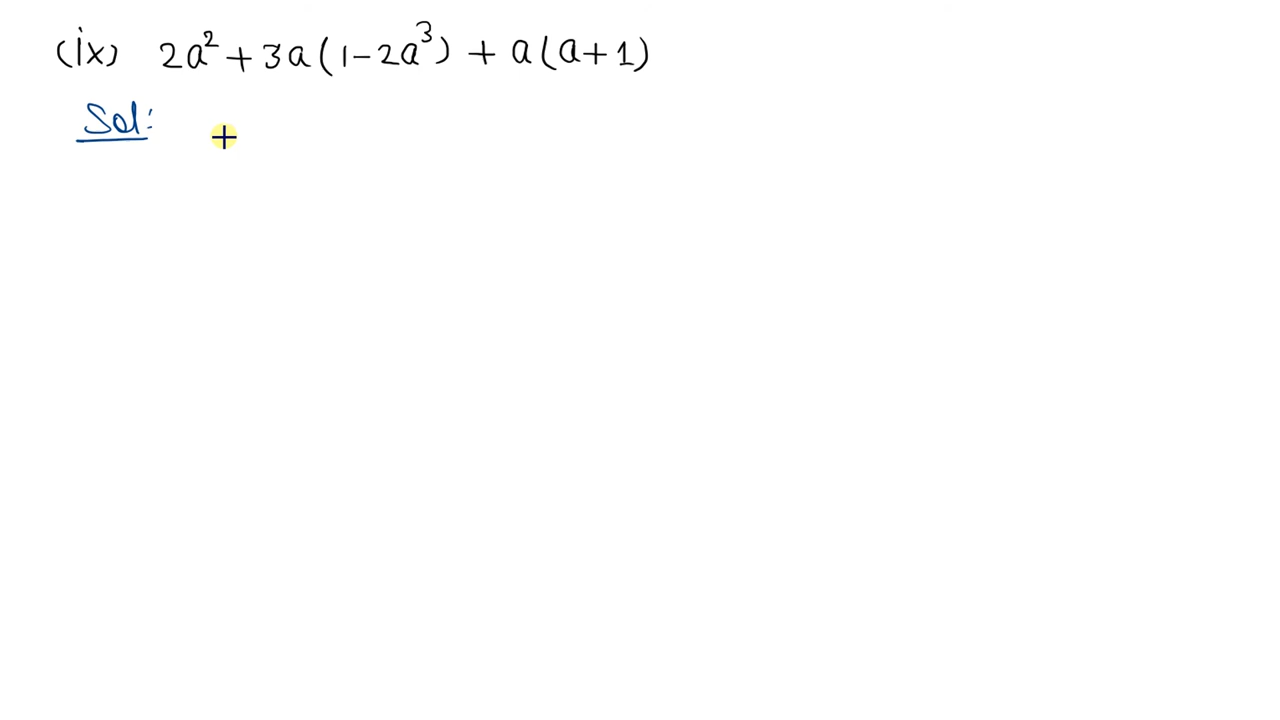 (ix) 2a² + 3a(1-2a³) + a(a+1)
Sol: